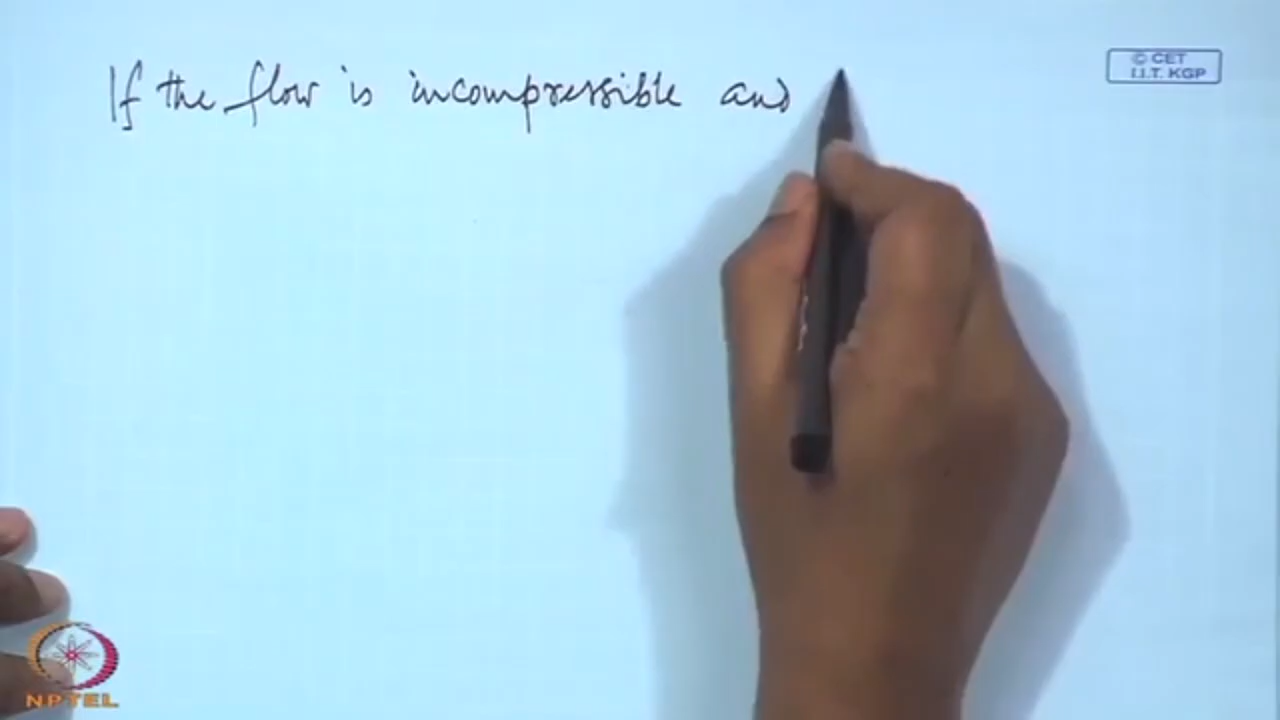 If the flow is incompressible and
© CET
I.I.T. KGP
NPTEL